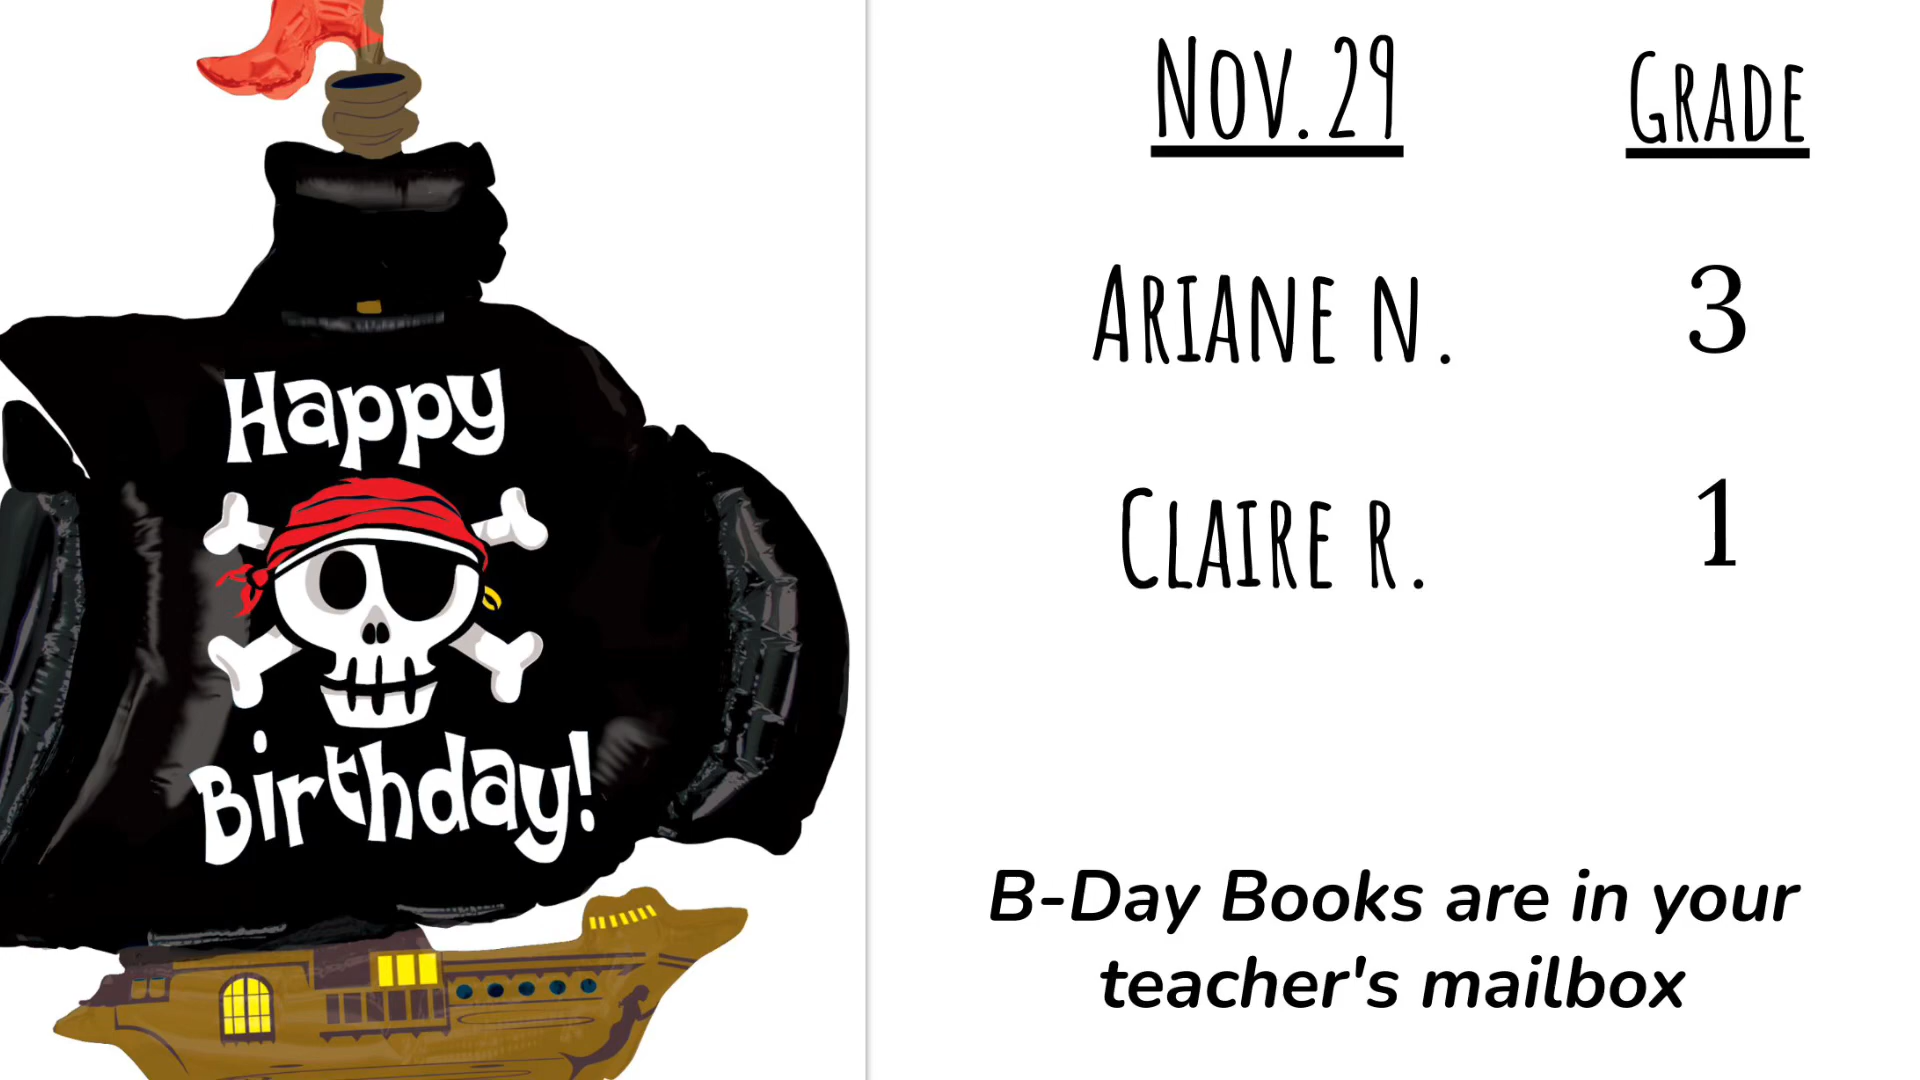 Happy
Birthday!
Nov. 29 Grade
Ariane N. 3
Claire R. 1
B-Day Books are in your
teacher's mailbox